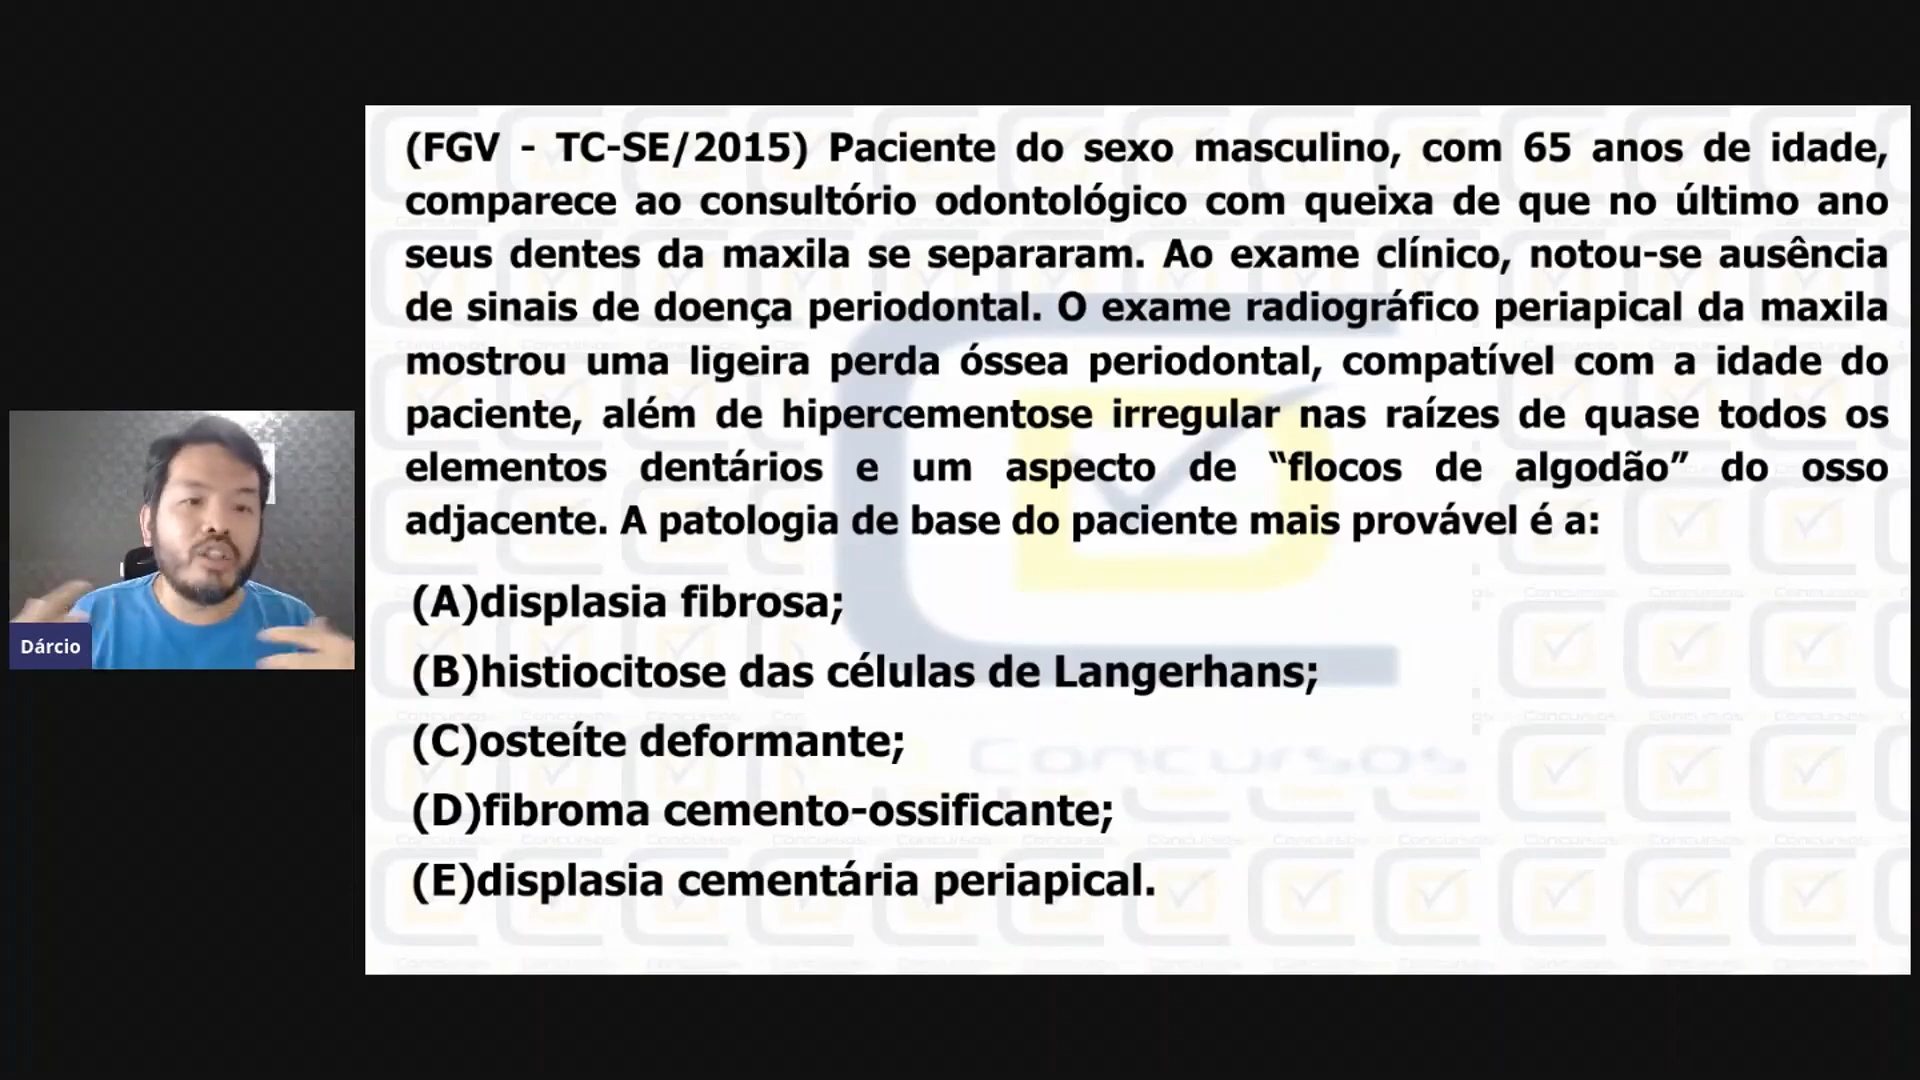 (FGV - TC-SE/2015) Paciente do sexo masculino, com 65 anos de idade,
comparece ao consultório odontológico com queixa de que no último ano
seus dentes da maxila se separaram. Ao exame clínico, notou-se ausência
de sinais de doença periodontal. O exame radiográfico periapical da maxila
mostrou uma ligeira perda óssea periodontal, compatível com a idade do
paciente, além de hipercementose irregular nas raízes de quase todos os
elementos dentários e um aspecto de “flocos de algodão” do osso
adjacente. A patologia de base do paciente mais provável é a:
(A)displasia fibrosa;
Dárcio
(B)histiocitose das células de Langerhans;
(C)osteíte deformante;
Concursos
(D)fibroma cemento-ossificante;
(E)displasia cementária periapical.